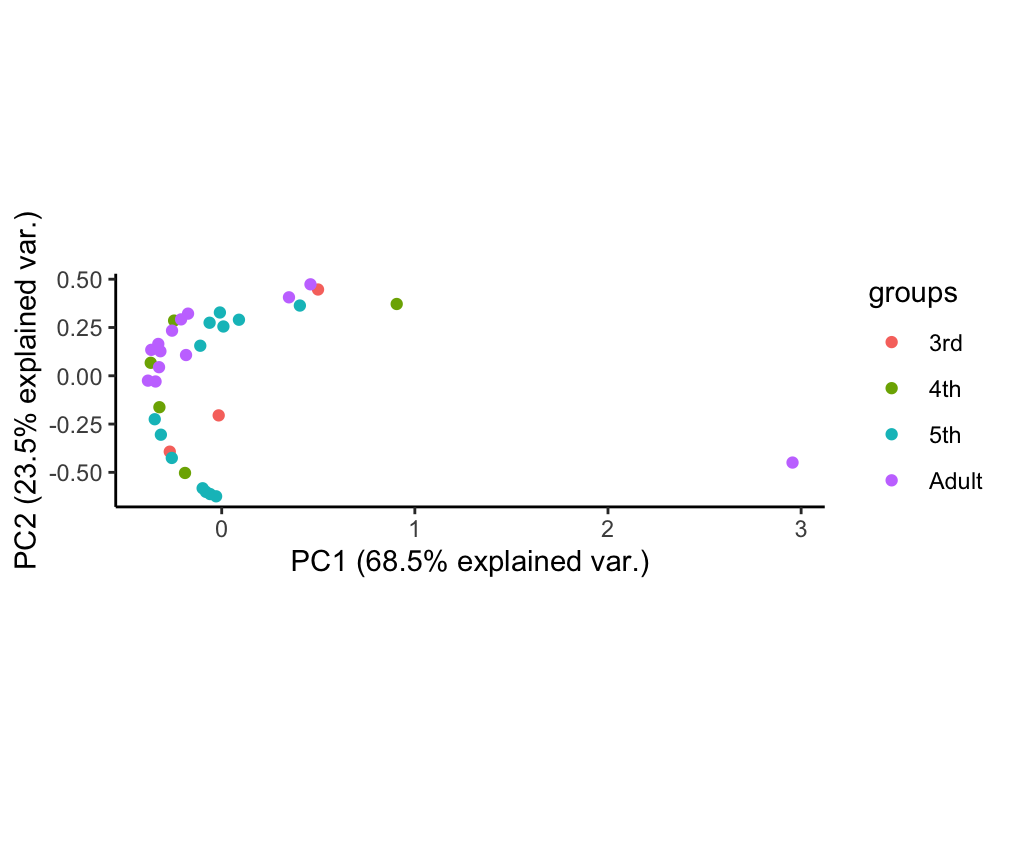 PC2 (23.5% explained var.)
0.50
0.25
0.00
-0.25
-0.50
0
1
2
3
PC1 (68.5% explained var.)
groups
3rd
4th
5th
Adult